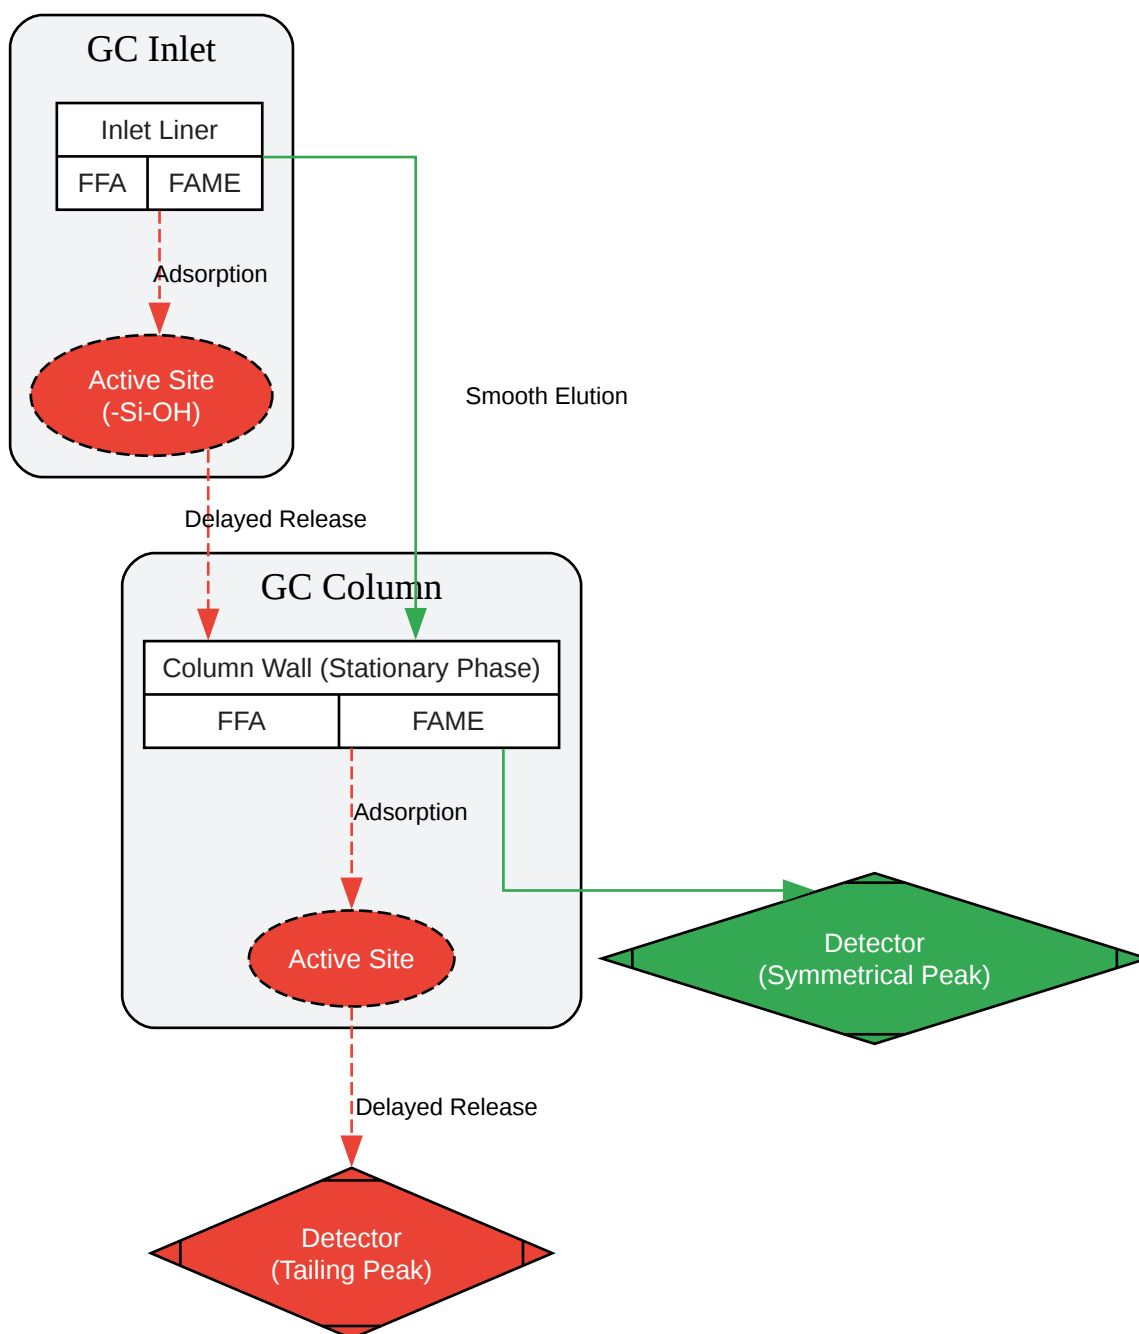 GC Inlet
Inlet Liner
FFA
FAME
Adsorption
Active Site
(-Si-OH)
Smooth Elution
Delayed Release
GC Column
Column Wall (Stationary Phase)
FFA
FAME
Adsorption
Active Site
Detector
(Symmetrical Peak)
Delayed Release
Detector
(Tailing Peak)